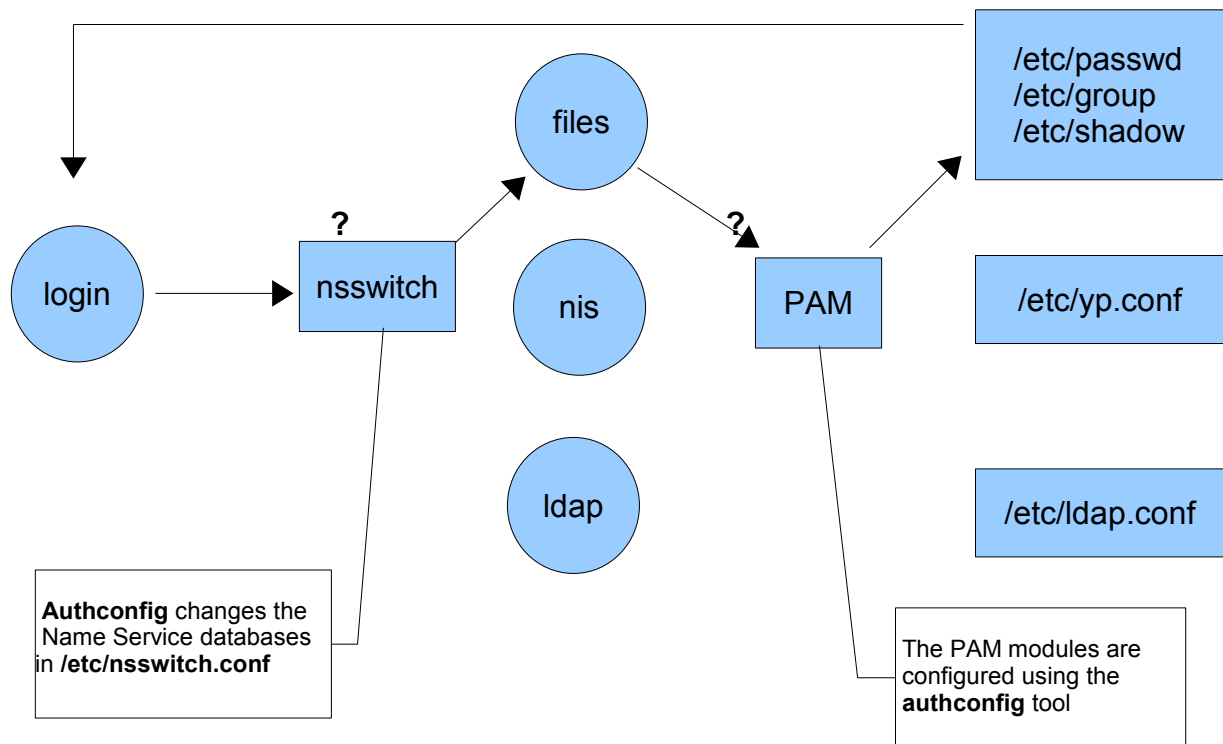 /etc/passwd
/etc/group
/etc/shadow
files
?
?
login
nsswitch
nis
PAM
/etc/yp.conf
ldap
/etc/ldap.conf
Authconfig changes the
Name Service databases
in /etc/nsswitch.conf
The PAM modules are
configured using the
authconfig tool